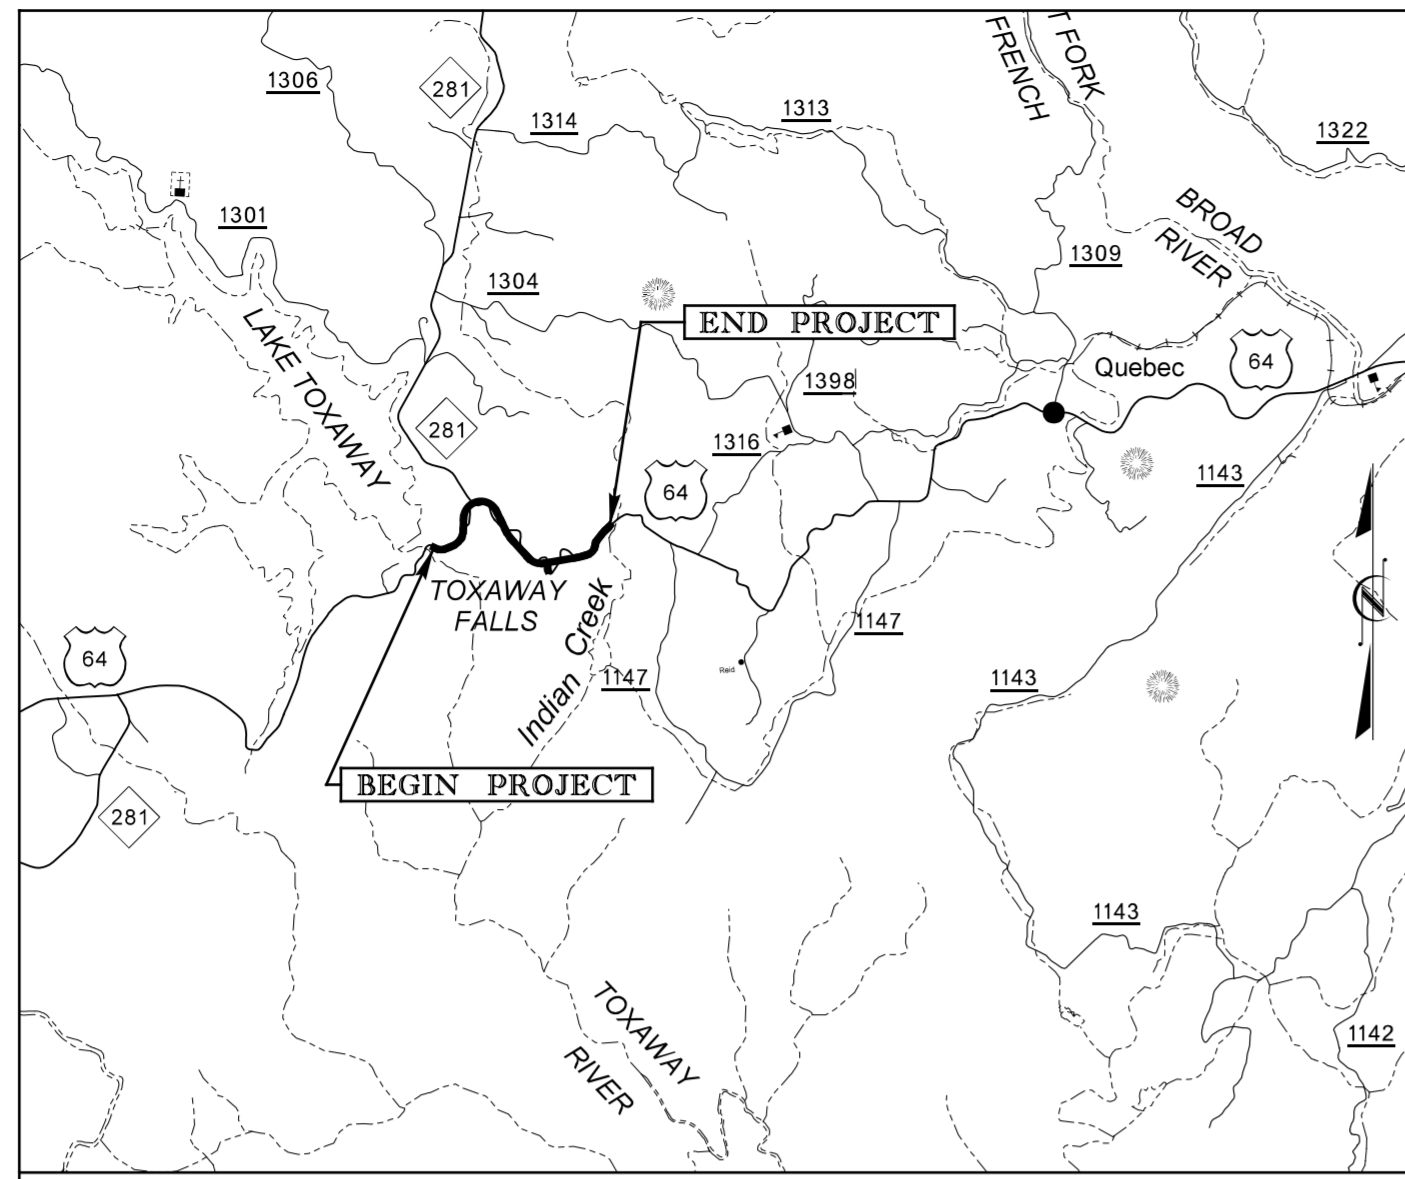 T FORK
FRENCH
1306
281
1314
1313
1322
1301
BROAD
RIVER
1309
1304
LAKE TOXAWAY
END PROJECT
64
Quebec
1398
281
1316
64
1143
TOXAWAY
FALLS
Indian Creek
1147
64
Reid
1147
1143
BEGIN PROJECT
281
1143
TOXAWAY
RIVER
1142